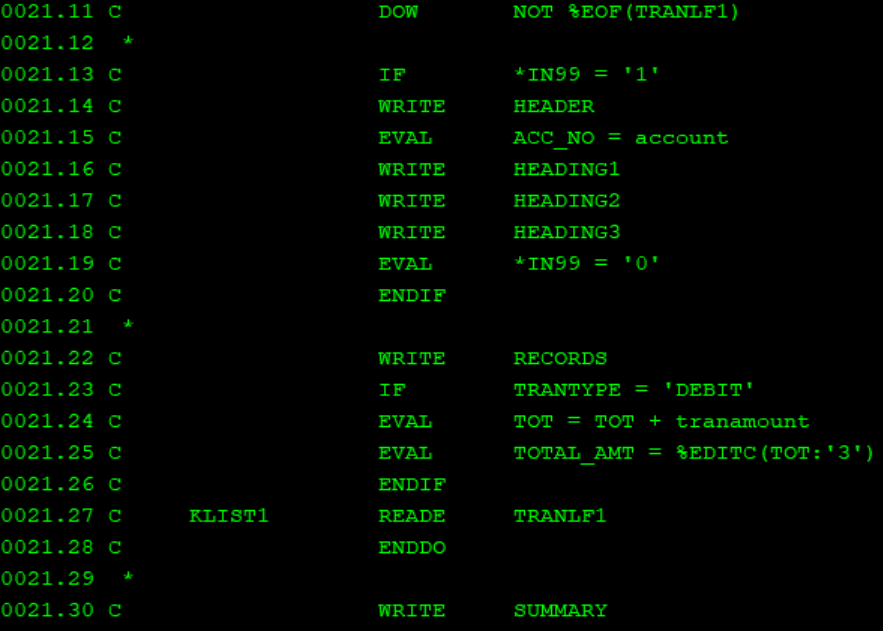 0021.11 C                    DOW       NOT %EOF(TRANLF1)
0021.12  *
0021.13 C                    IF        *IN99 = '1'
0021.14 C                    WRITE     HEADER
0021.15 C                    EVAL      ACC_NO = account
0021.16 C                    WRITE     HEADING1
0021.17 C                    WRITE     HEADING2
0021.18 C                    WRITE     HEADING3
0021.19 C                    EVAL      *IN99 = '0'
0021.20 C                    ENDIF
0021.21  *
0021.22 C                    WRITE     RECORDS
0021.23 C                    IF        TRANTYPE = 'DEBIT'
0021.24 C                    EVAL      TOT = TOT + tranamount
0021.25 C                    EVAL      TOTAL_AMT = %EDITC(TOT:'3')
0021.26 C                    ENDIF
0021.27 C     KLIST1         READE     TRANLF1
0021.28 C                    ENDDO
0021.29  *
0021.30 C                    WRITE     SUMMARY